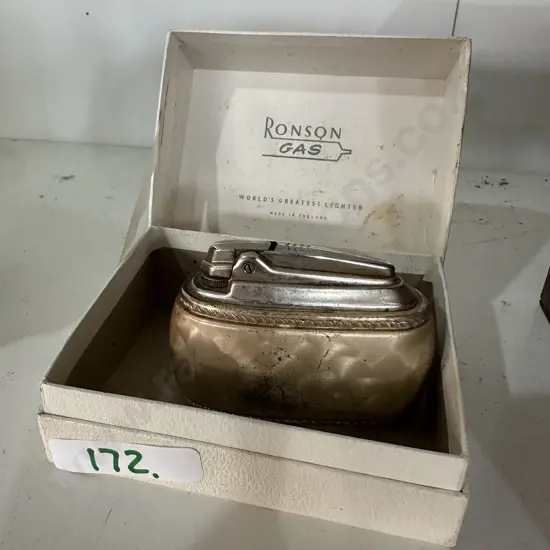 RONSON
GAS
WORLD'S GREATEST LIGHTER
MADE IN ENGLAND
172.